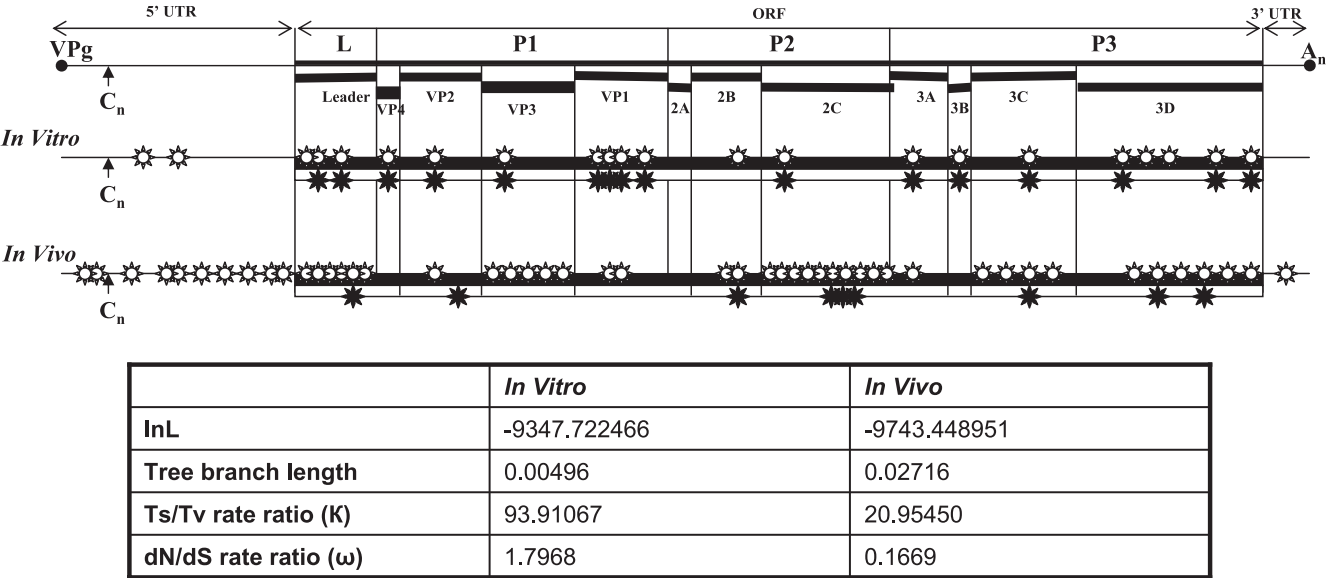 5' UTR ORF 3' UTR
VPg L P1 P2 P3 An
Cn
Leader VP4 VP2 VP3 VP1 2A 2B 2C 3A 3B 3C 3D
In Vitro
Cn
In Vivo
Cn
In Vitro In Vivo
InL -9347.722466 -9743.448951
Tree branch length 0.00496 0.02716
Ts/Tv rate ratio (K) 93.91067 20.95450
dN/dS rate ratio (ω) 1.7968 0.1669